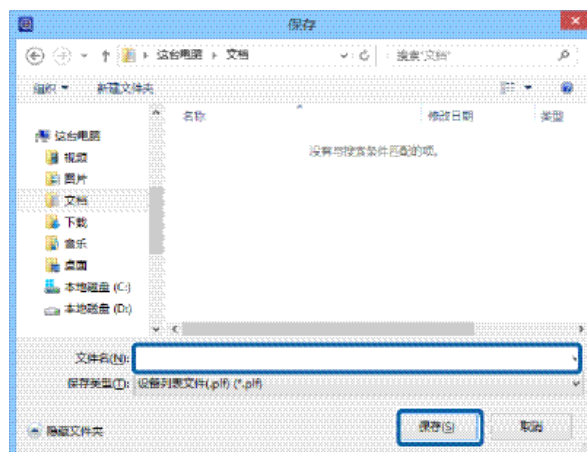 保存
这台电脑 文档 搜索"文档"
组织 新建文件夹
名称 修改日期 类型
没有与搜索条件匹配的项。
这台电脑
视频
图片
文档
下载
音乐
桌面
本地磁盘 (C:)
本地磁盘 (D:)
文件名(N):
保存类型(T): 设备列表文件(.plf) (*.plf)
隐藏文件夹 保存(S) 取消